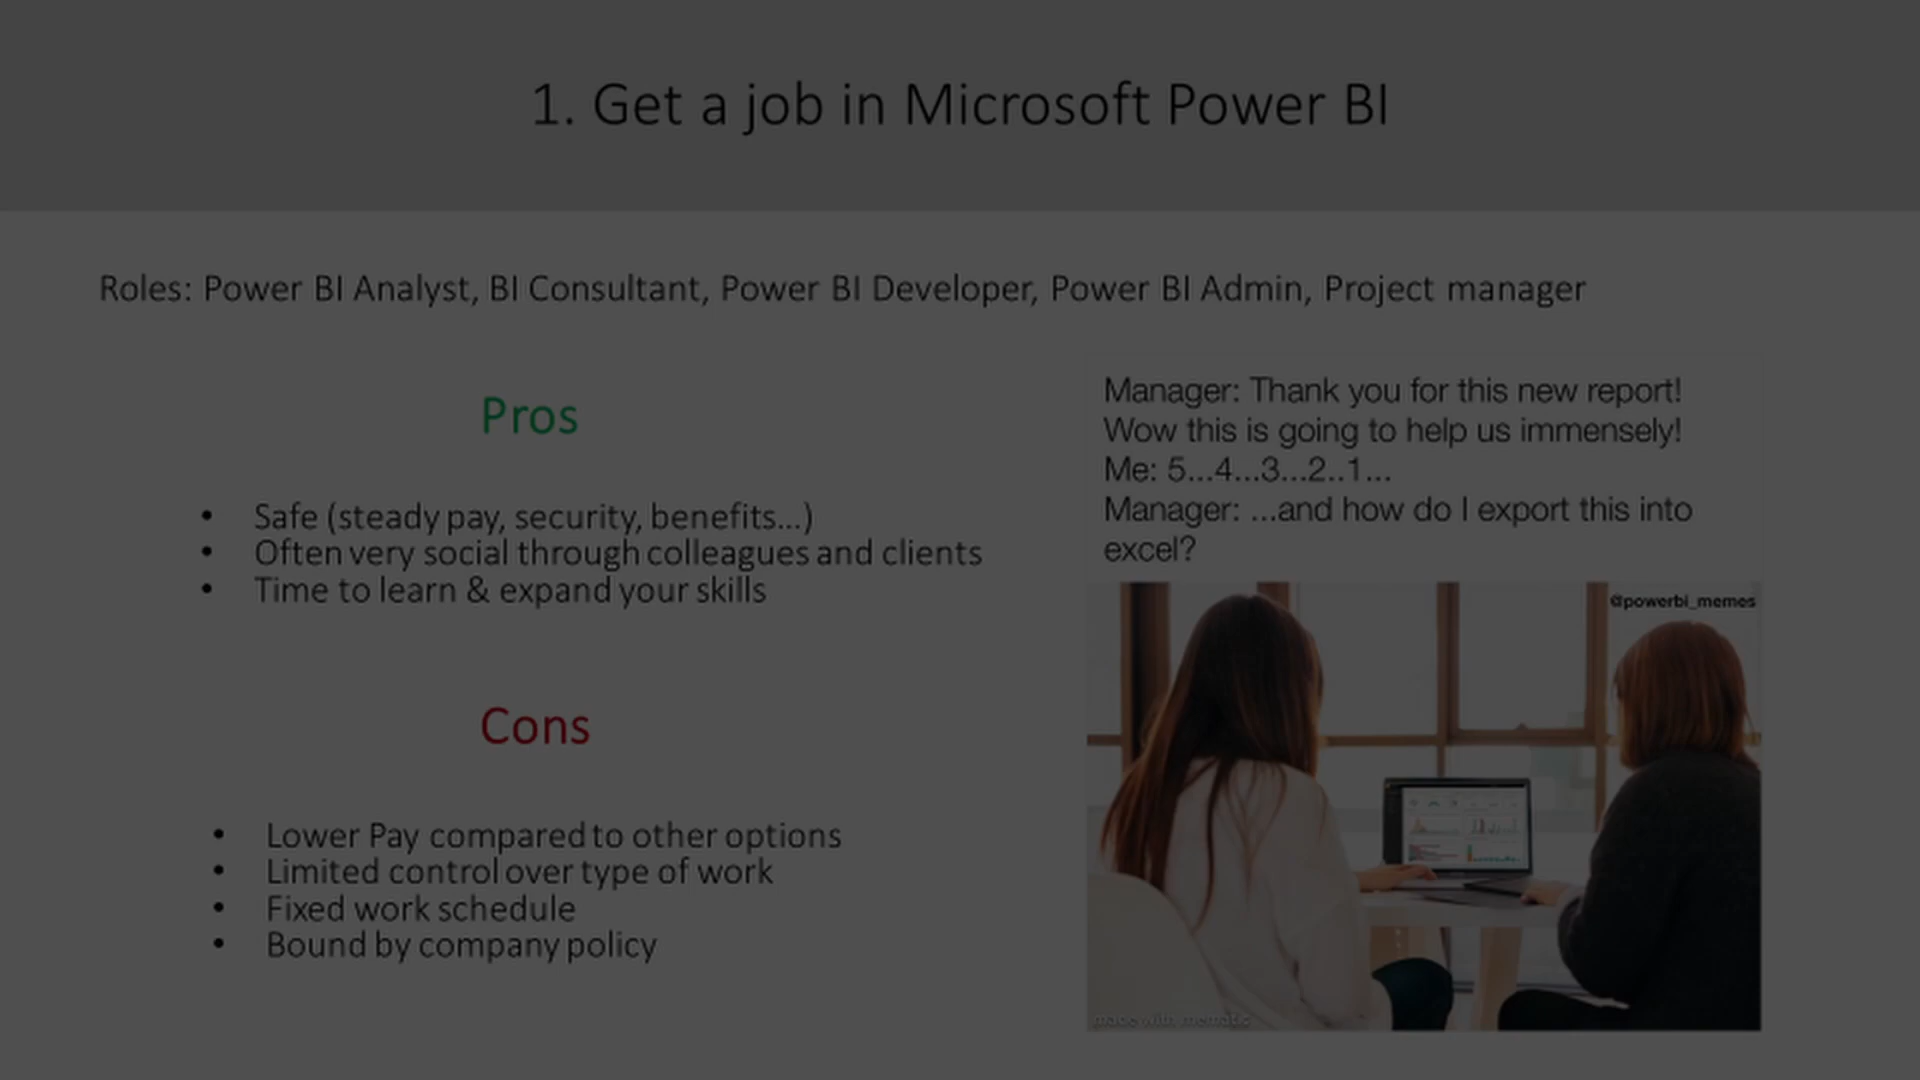 1. Get a job in Microsoft Power BI
Roles: Power BI Analyst, BI Consultant, Power BI Developer, Power BI Admin, Project manager
Pros
• Safe (steady pay, security, benefits...)
• Often very social through colleagues and clients
• Time to learn & expand your skills
Cons
• Lower Pay compared to other options
• Limited control over type of work
• Fixed work schedule
• Bound by company policy
Manager: Thank you for this new report!
Wow this is going to help us immensely!
Me: 5...4...3...2..1...
Manager: ...and how do I export this into
excel?
@powerbi_memes
made with mematic